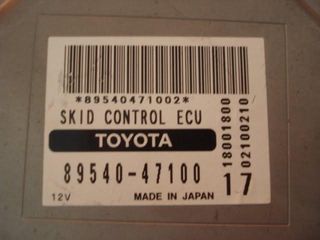 *89540471002*
SKID CONTROL ECU
TOYOTA
89540-47100
12V MADE IN JAPAN
18001800
02100210
17